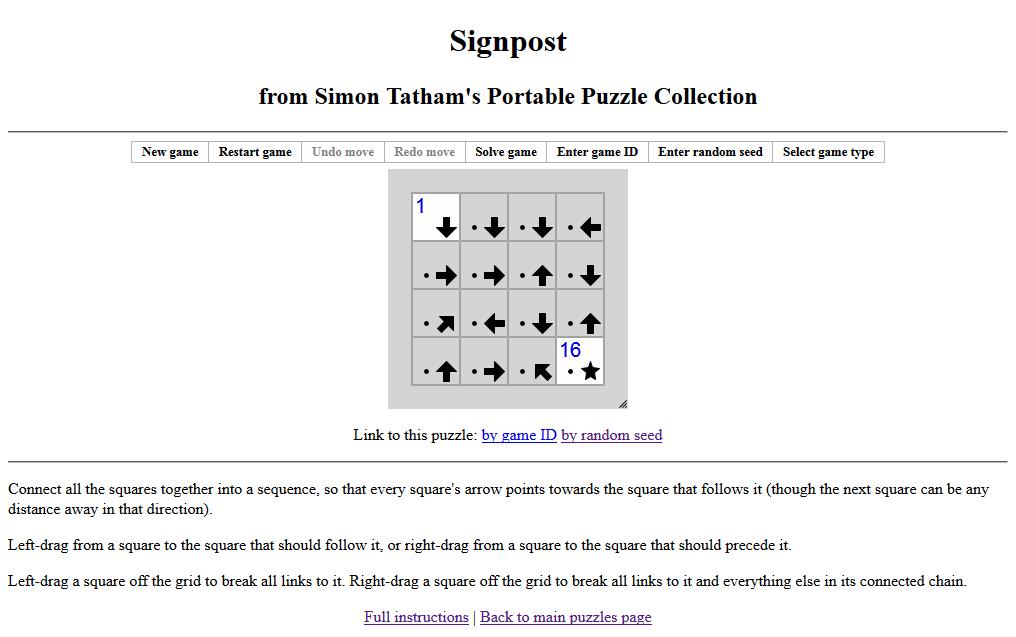 Signpost
from Simon Tatham's Portable Puzzle Collection
New game Restart game Undo move Redo move Solve game Enter game ID Enter random seed Select game type
1
16
Link to this puzzle: by game ID by random seed
Connect all the squares together into a sequence, so that every square's arrow points towards the square that follows it (though the next square can be any
distance away in that direction).
Left-drag from a square to the square that should follow it, or right-drag from a square to the square that should precede it.
Left-drag a square off the grid to break all links to it. Right-drag a square off the grid to break all links to it and everything else in its connected chain.
Full instructions | Back to main puzzles page